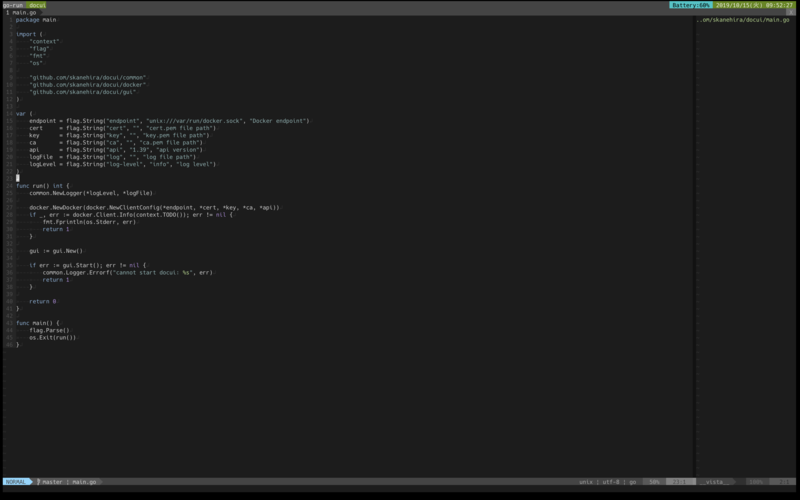 go-run docui Battery:60% 2019/10/15(火) 09:52:27
1 main.go
..om/skanehira/docui/main.go
package main
import (
"context"
"flag"
"fmt"
"os"
"github.com/skanehira/docui/common"
"github.com/skanehira/docui/docker"
"github.com/skanehira/docui/gui"
)
var (
endpoint = flag.String("endpoint", "unix:///var/run/docker.sock", "Docker endpoint")
cert = flag.String("cert", "", "cert.pem file path")
key = flag.String("key", "", "key.pem file path")
ca = flag.String("ca", "", "ca.pem file path")
api = flag.String("api", "1.39", "api version")
logFile = flag.String("log", "", "log file path")
logLevel = flag.String("log-level", "info", "log level")
)
func run() int {
common.NewLogger(*logLevel, *logFile)
docker.NewDocker(docker.NewClientConfig(*endpoint, *cert, *key, *ca, *api))
if _, err := docker.Client.Info(context.TODO()); err != nil {
fmt.Fprintln(os.Stderr, err)
return 1
}
gui := gui.New()
if err := gui.Start(); err != nil {
common.Logger.Errorf("cannot start docui: %s", err)
return 1
}
return 0
}
func main() {
flag.Parse()
os.Exit(run())
}
NORMAL master | main.go unix | utf-8 | go 50% __vista__ 100%